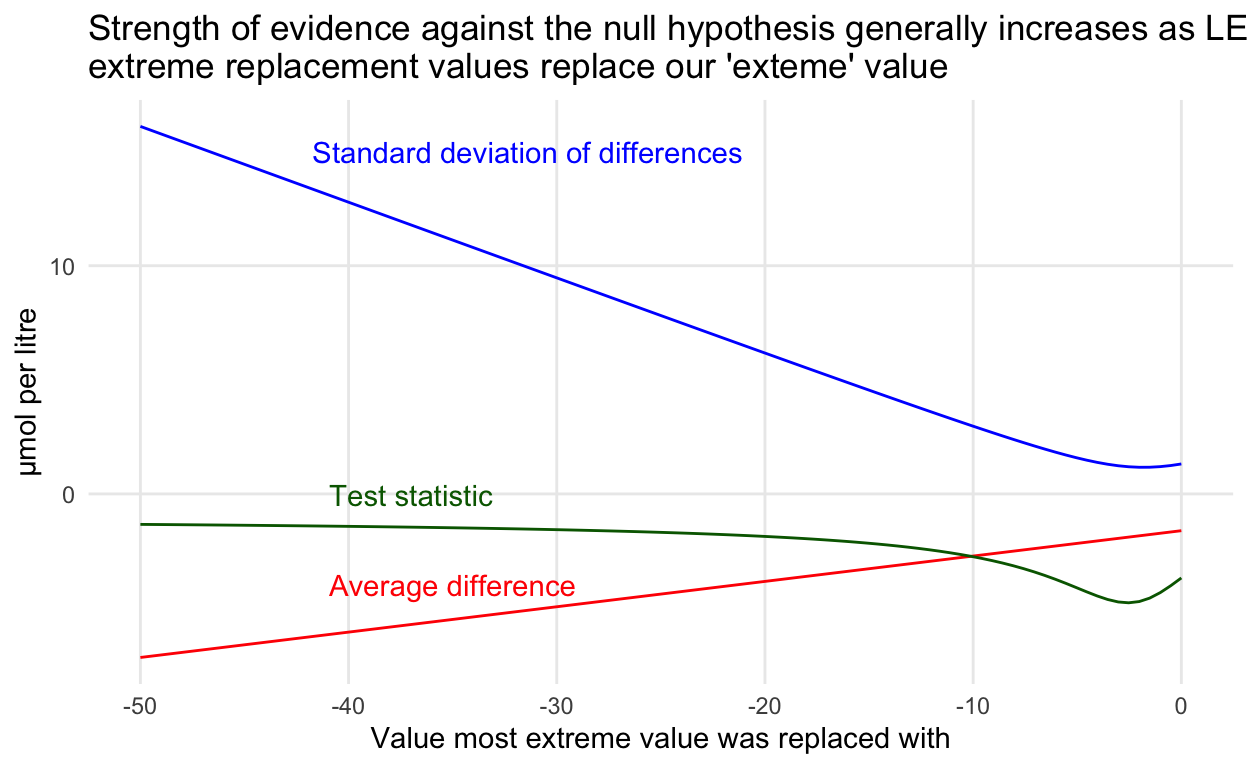 Strength of evidence against the null hypothesis generally increases as LE
extreme replacement values replace our 'exteme' value
Standard deviation of differences
10
µmol per litre
Test statistic
0
Average difference
-50 -40 -30 -20 -10 0
Value most extreme value was replaced with